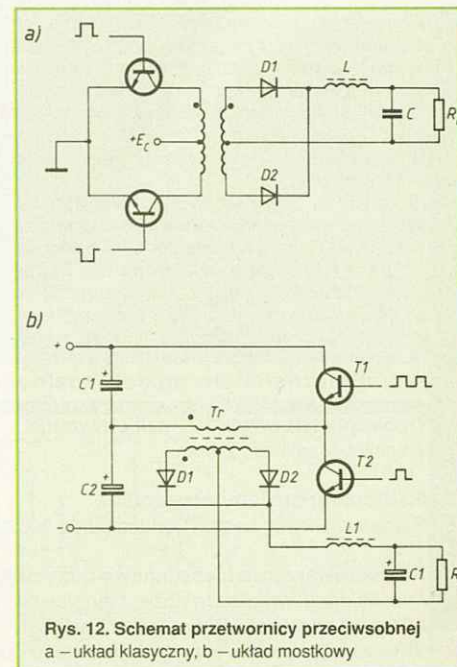 a)
D1
L
+E_C
C
R
D2
b)
+
T1
C1
Tr
+
T2
C2
D1
D2
+
-
L1
+
C1
R
Rys. 12. Schemat przetwornicy przeciwsobnej
a – układ klasyczny, b – układ mostkowy